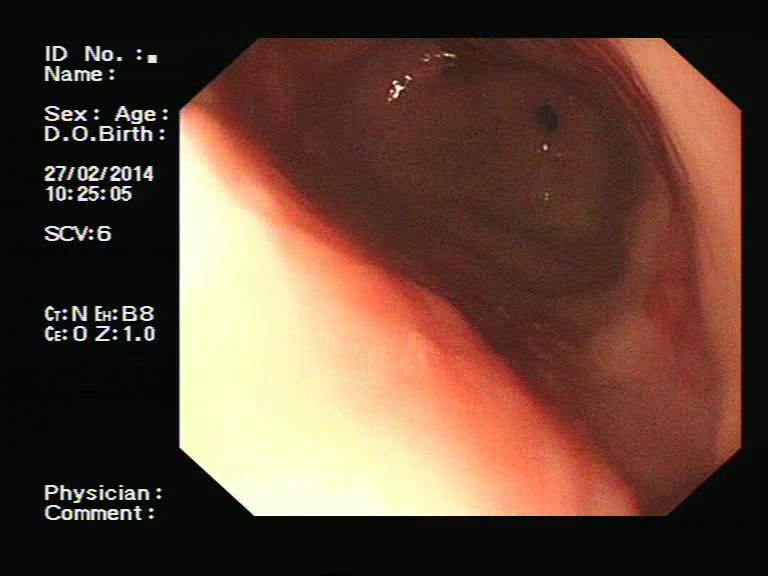 ID No. :
Name:
Sex: Age:
D.O.Birth:
27/02/2014
10:25:05
SCV:6
CT:N EH:B8
CE:0 Z:1.0
Physician:
Comment: